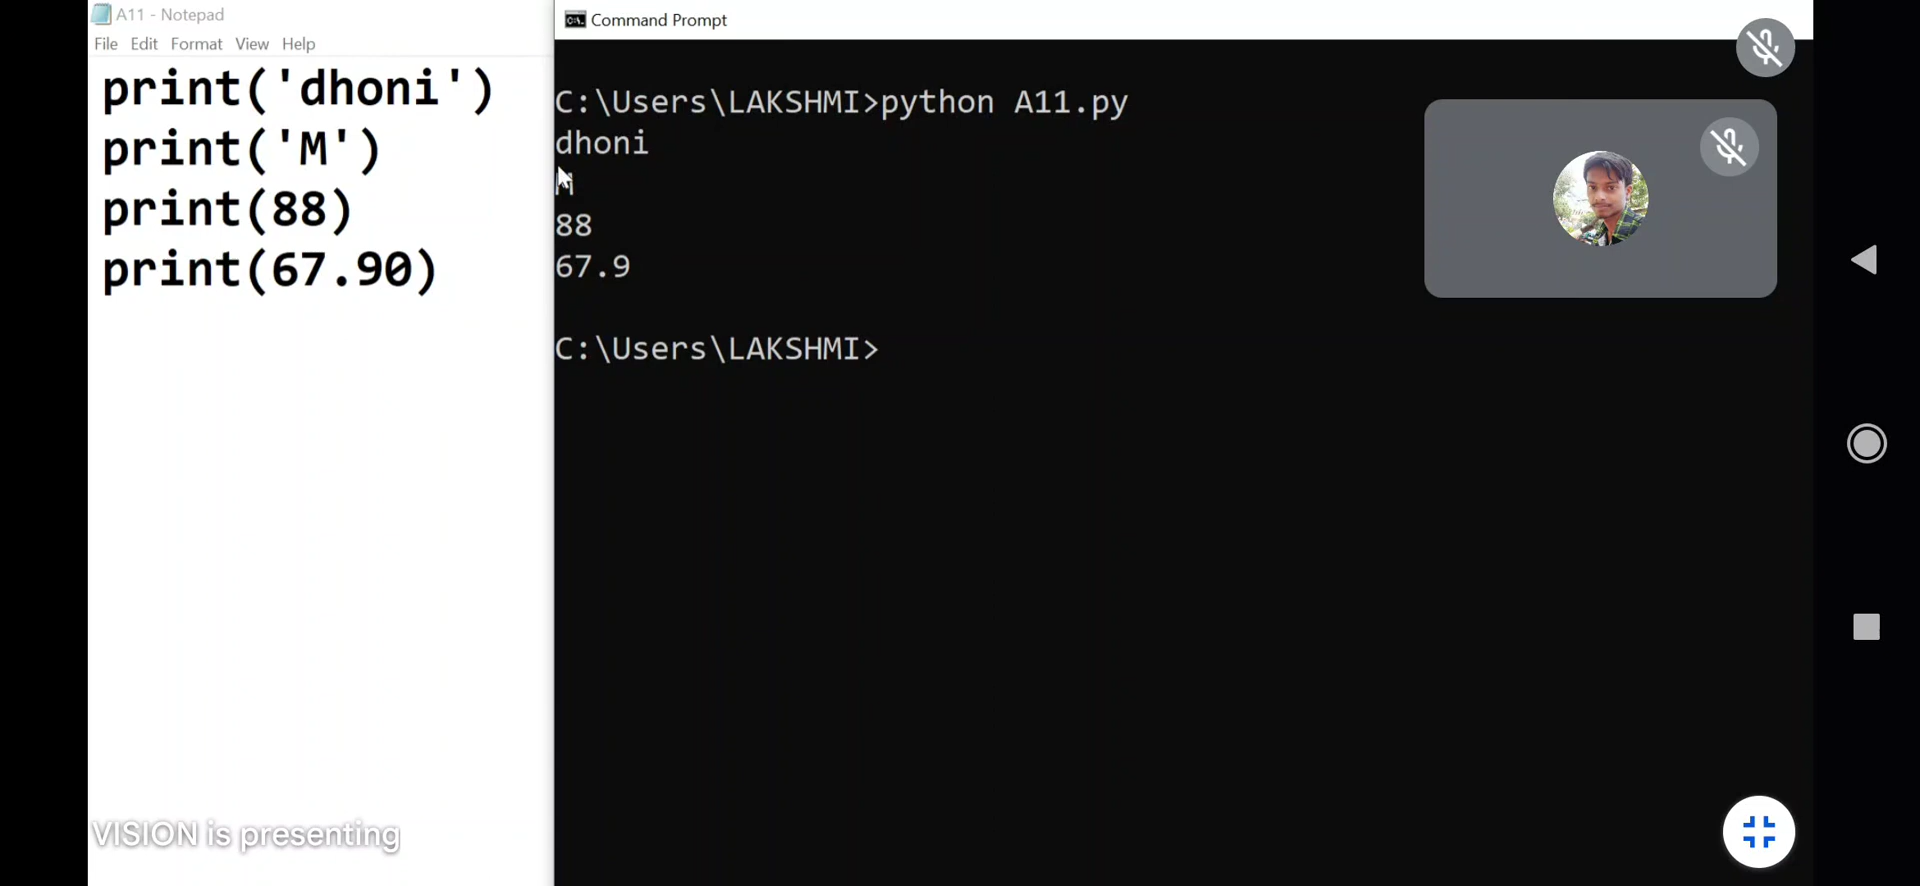 A11 - Notepad
File Edit Format View Help
print('dhoni')
print('M')
print(88)
print(67.90)
VISION is presenting
Command Prompt
C:\Users\LAKSHMI>python A11.py
dhoni
M
88
67.9
C:\Users\LAKSHMI>